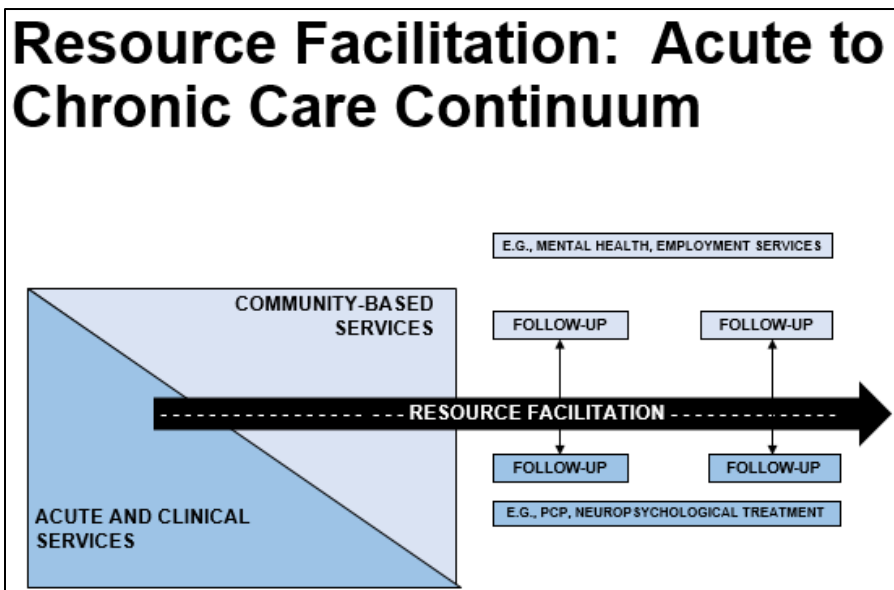 Resource Facilitation: Acute to
Chronic Care Continuum
E.G., MENTAL HEALTH, EMPLOYMENT SERVICES
COMMUNITY-BASED
SERVICES
FOLLOW-UP
FOLLOW-UP
RESOURCE FACILITATION
FOLLOW-UP
FOLLOW-UP
E.G., PCP, NEUROPSYCHOLOGICAL TREATMENT
ACUTE AND CLINICAL
SERVICES